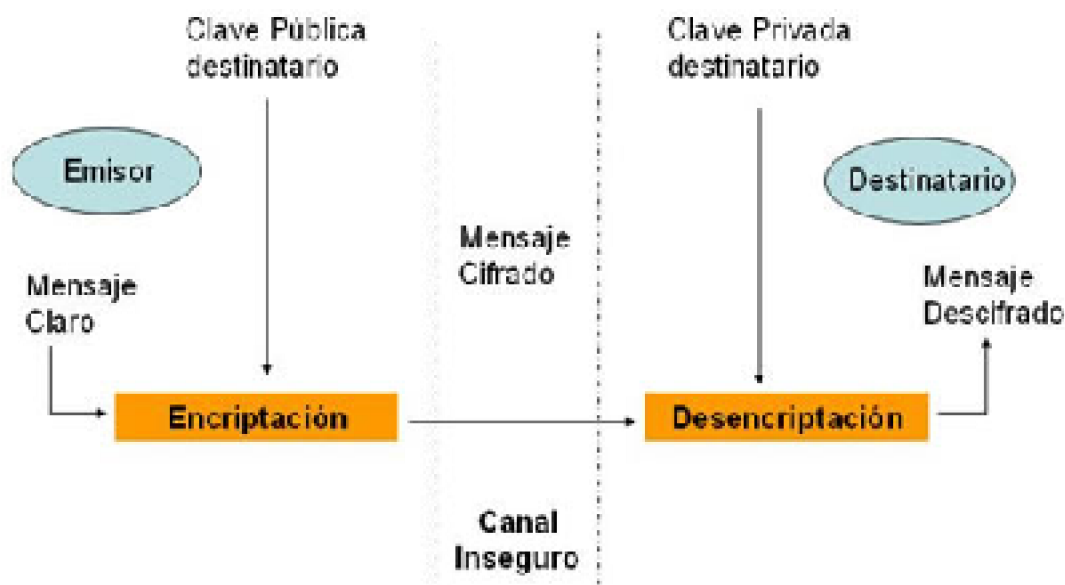 Clave Pública
destinatario
Clave Privada
destinatario
Emisor
Destinatario
Mensaje
Cifrado
Mensaje
Claro
Mensaje
Descifrado
Encriptación
Desencriptación
Canal
Inseguro